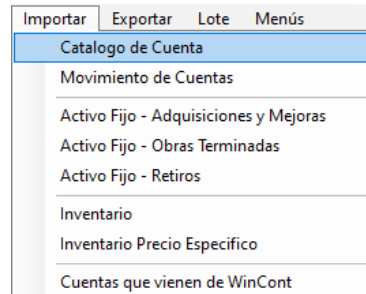 Importar Exportar Lote Menús
Catalogo de Cuenta
Movimiento de Cuentas
Activo Fijo - Adquisiciones y Mejoras
Activo Fijo - Obras Terminadas
Activo Fijo - Retiros
Inventario
Inventario Precio Especifico
Cuentas que vienen de WinCont